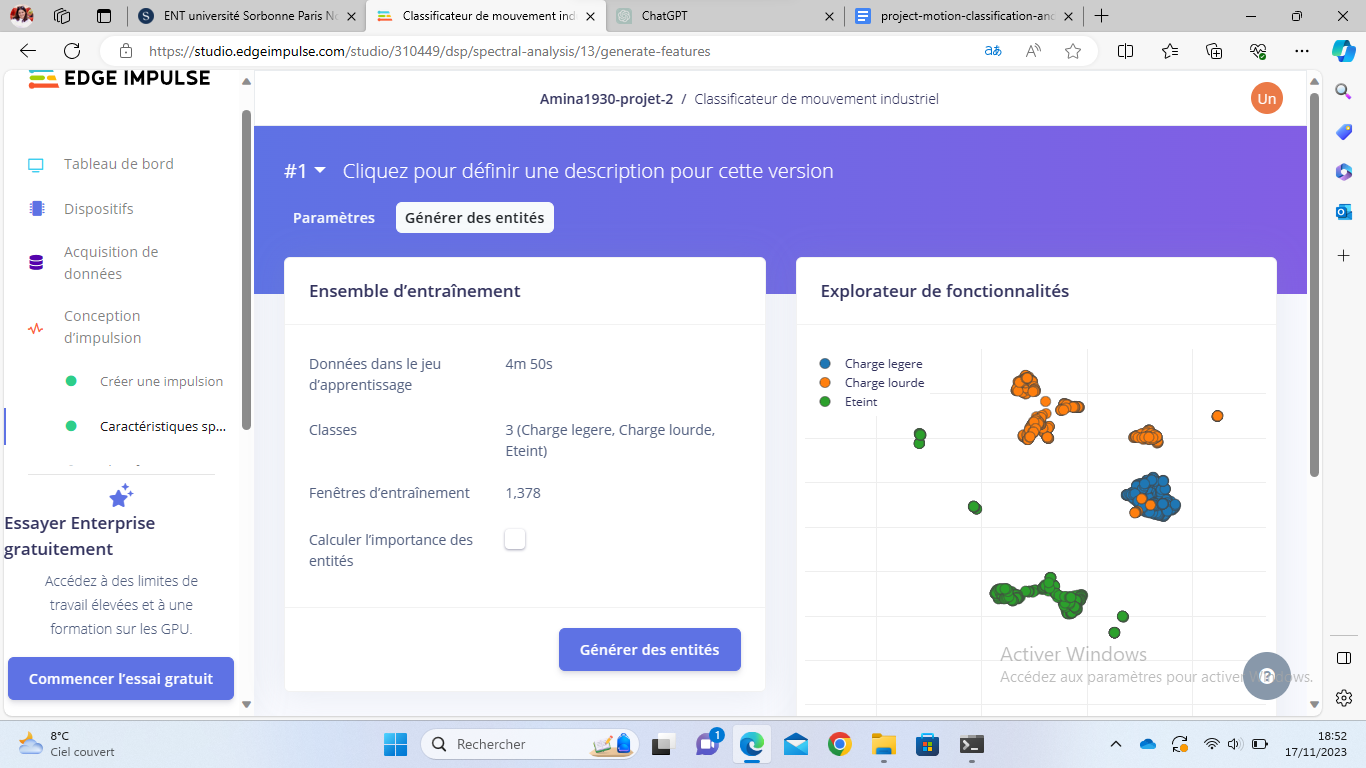 ENT université Sorbonne Paris No
Classificateur de mouvement ind
ChatGPT
project-motion-classification-anc
https://studio.edgeimpulse.com/studio/310449/dsp/spectral-analysis/13/generate-features
EDGE IMPULSE
Amina1930-projet-2 / Classificateur de mouvement industriel
Un
Tableau de bord
Dispositifs
Acquisition de
données
Conception
d’impulsion
Créer une impulsion
Caractéristiques sp...
Essayer Enterprise
gratuitement
Accédez à des limites de
travail élevées et à une
formation sur les GPU.
Commencer l’essai gratuit
#1 Cliquez pour définir une description pour cette version
Paramètres
Générer des entités
Ensemble d’entraînement
Données dans le jeu
d’apprentissage
4m 50s
Classes
3 (Charge legere, Charge lourde,
Eteint)
Fenêtres d’entraînement
1,378
Calculer l’importance des
entités
Générer des entités
Explorateur de fonctionnalités
Charge legere
Charge lourde
Eteint
Activer Windows
Accédez aux paramètres pour activer Windows.
8°C
Ciel couvert
Rechercher
1
18:52
17/11/2023